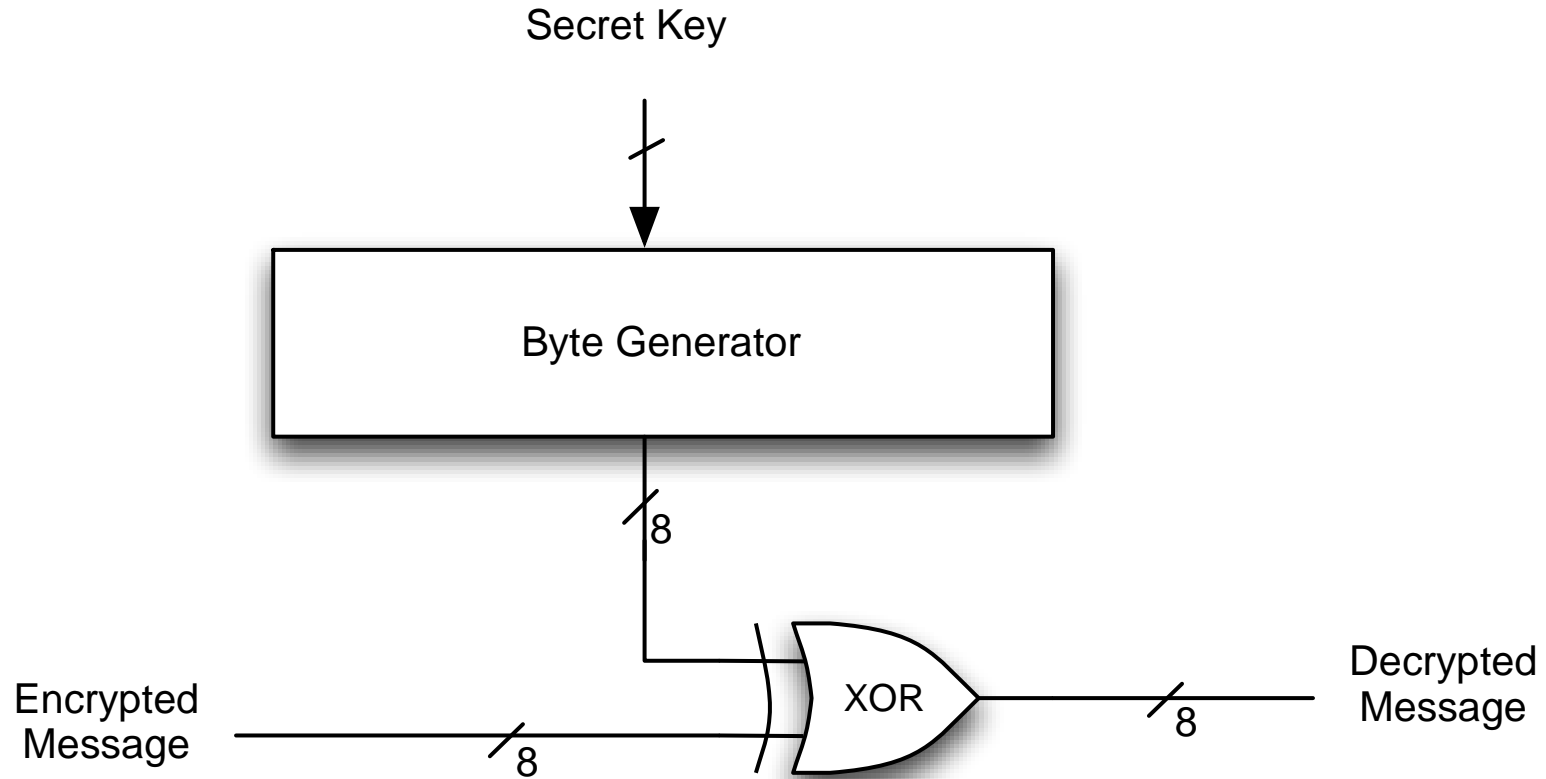 Secret Key
Byte Generator
8
XOR
Encrypted
Message
8
8
Decrypted
Message